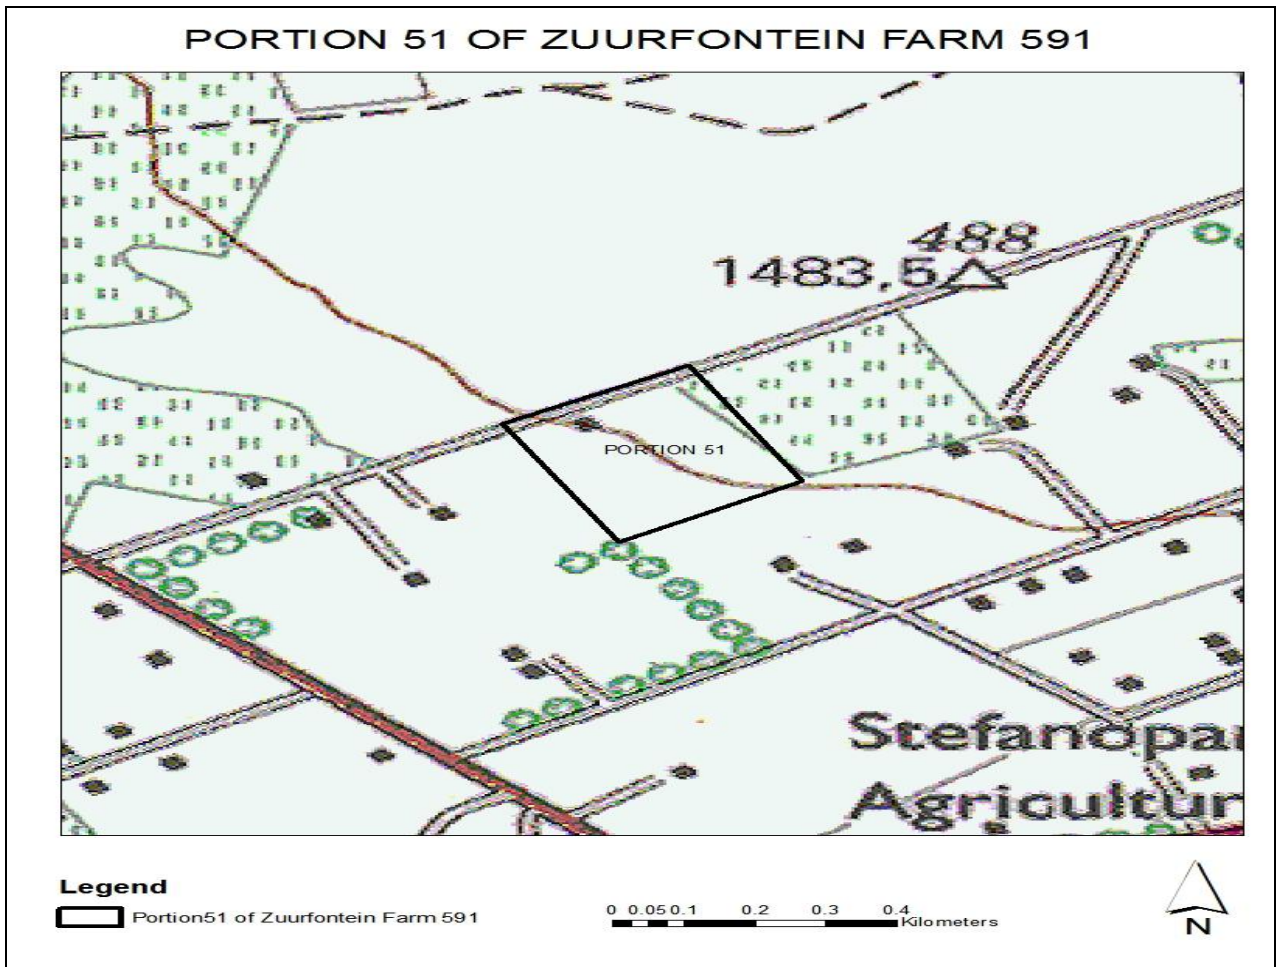 PORTION 51 OF ZUURFONTEIN FARM 591
488
1483,5
PORTION 51
Stefanopa
Agricultur
Legend
Portion51 of Zuurfontein Farm 591
0 0.05 0.1 0.2 0.3 0.4
Kilometers
N